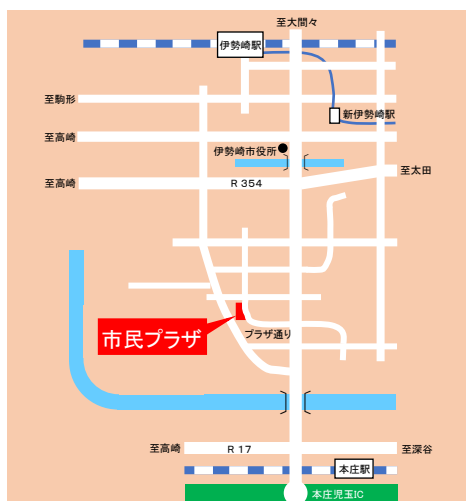 至大間々
伊勢崎駅
至駒形
新伊勢崎駅
至高崎
伊勢崎市役所
至太田
至高崎
R 354
市民プラザ
プラザ通り
至高崎
R 17
至深谷
本庄駅
本庄児玉IC